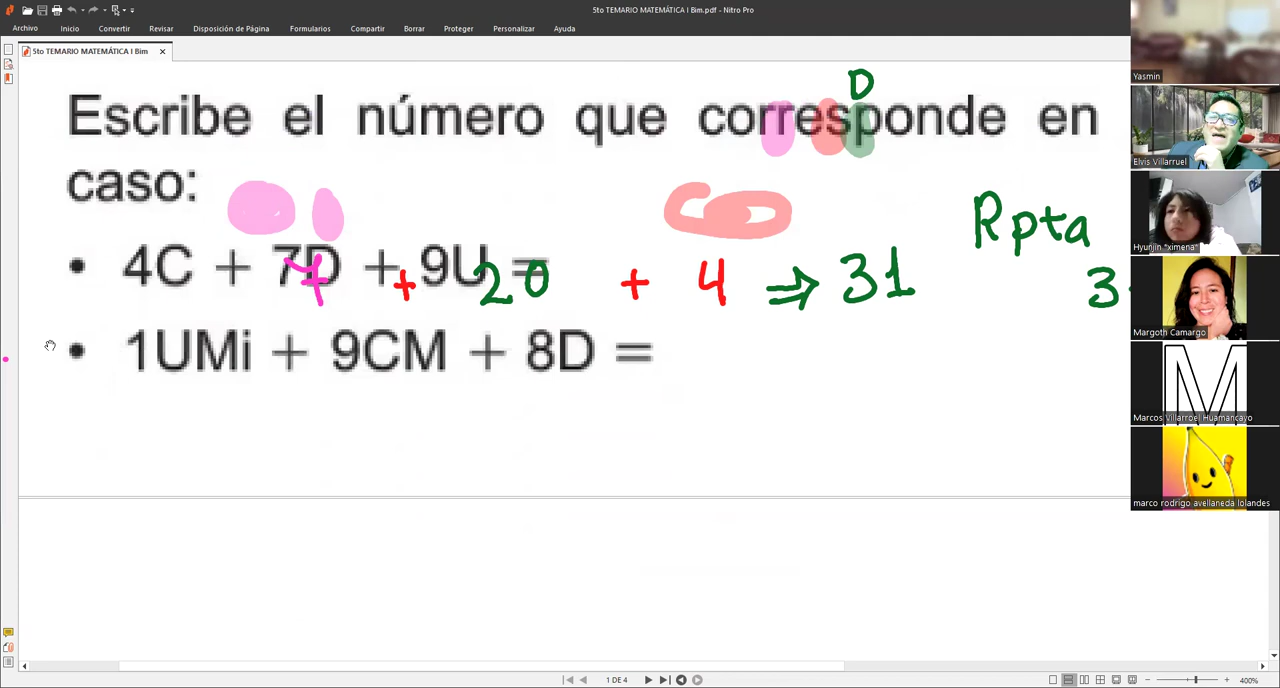 5to TEMARIO MATEMÁTICA I Bim.pdf - Nitro Pro
Archivo Inicio Convertir Revisar Disposición de Página Formularios Compartir Borrar Proteger Personalizar Ayuda
5to TEMARIO MATEMÁTICA I Bim
D
Escribe el número que corresponde en
caso:
Rpta
• 4C + 7D + 9U =
7 + 20 + 4 ⇒ 31
• 1UMi + 9CM + 8D =
Yasmin
Elvis Villarruel
Hyunjin "ximena"
Margoth Camargo
M
Marcos Villarroel Huamancayo
marco rodrigo avellaneda lolandes
1 DE 4
400%